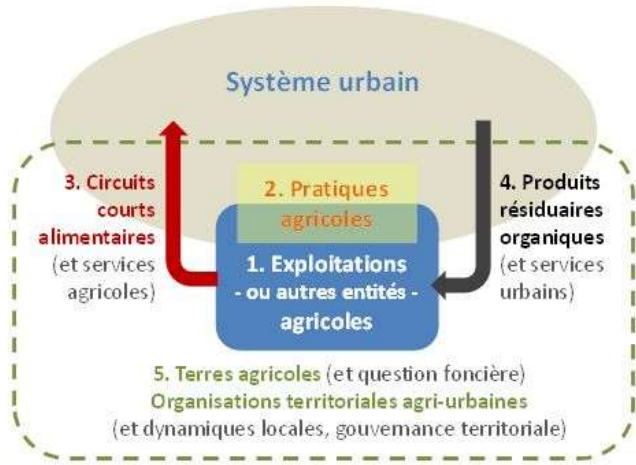 Système urbain
3. Circuits
courts
alimentaires
(et services
agricoles)
2. Pratiques
agricoles
1. Exploitations
- ou autres entités -
agricoles
4. Produits
résiduaires
organiques
(et services
urbains)
5. Terres agricoles (et question foncière)
Organisations territoriales agri-urbaines
(et dynamiques locales, gouvernance territoriale)